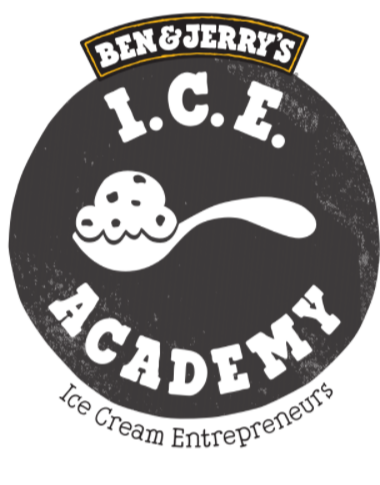 BEN & JERRY'S
I.C.E.
ACADEMY
Ice Cream Entrepreneurs